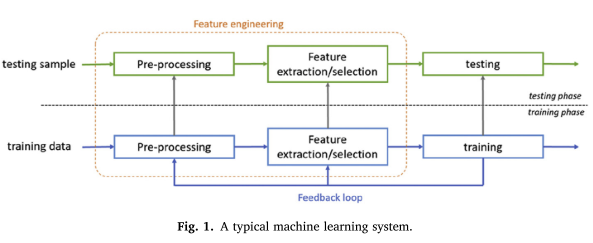 Feature engineering
testing sample
Pre-processing
Feature
extraction/selection
testing
testing phase
training phase
training data
Pre-processing
Feature
extraction/selection
training
Feedback loop
Fig. 1. A typical machine learning system.